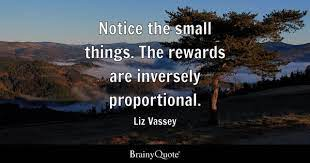 Notice the small
things. The rewards
are inversely
proportional.
Liz Vassey
BrainyQuote®